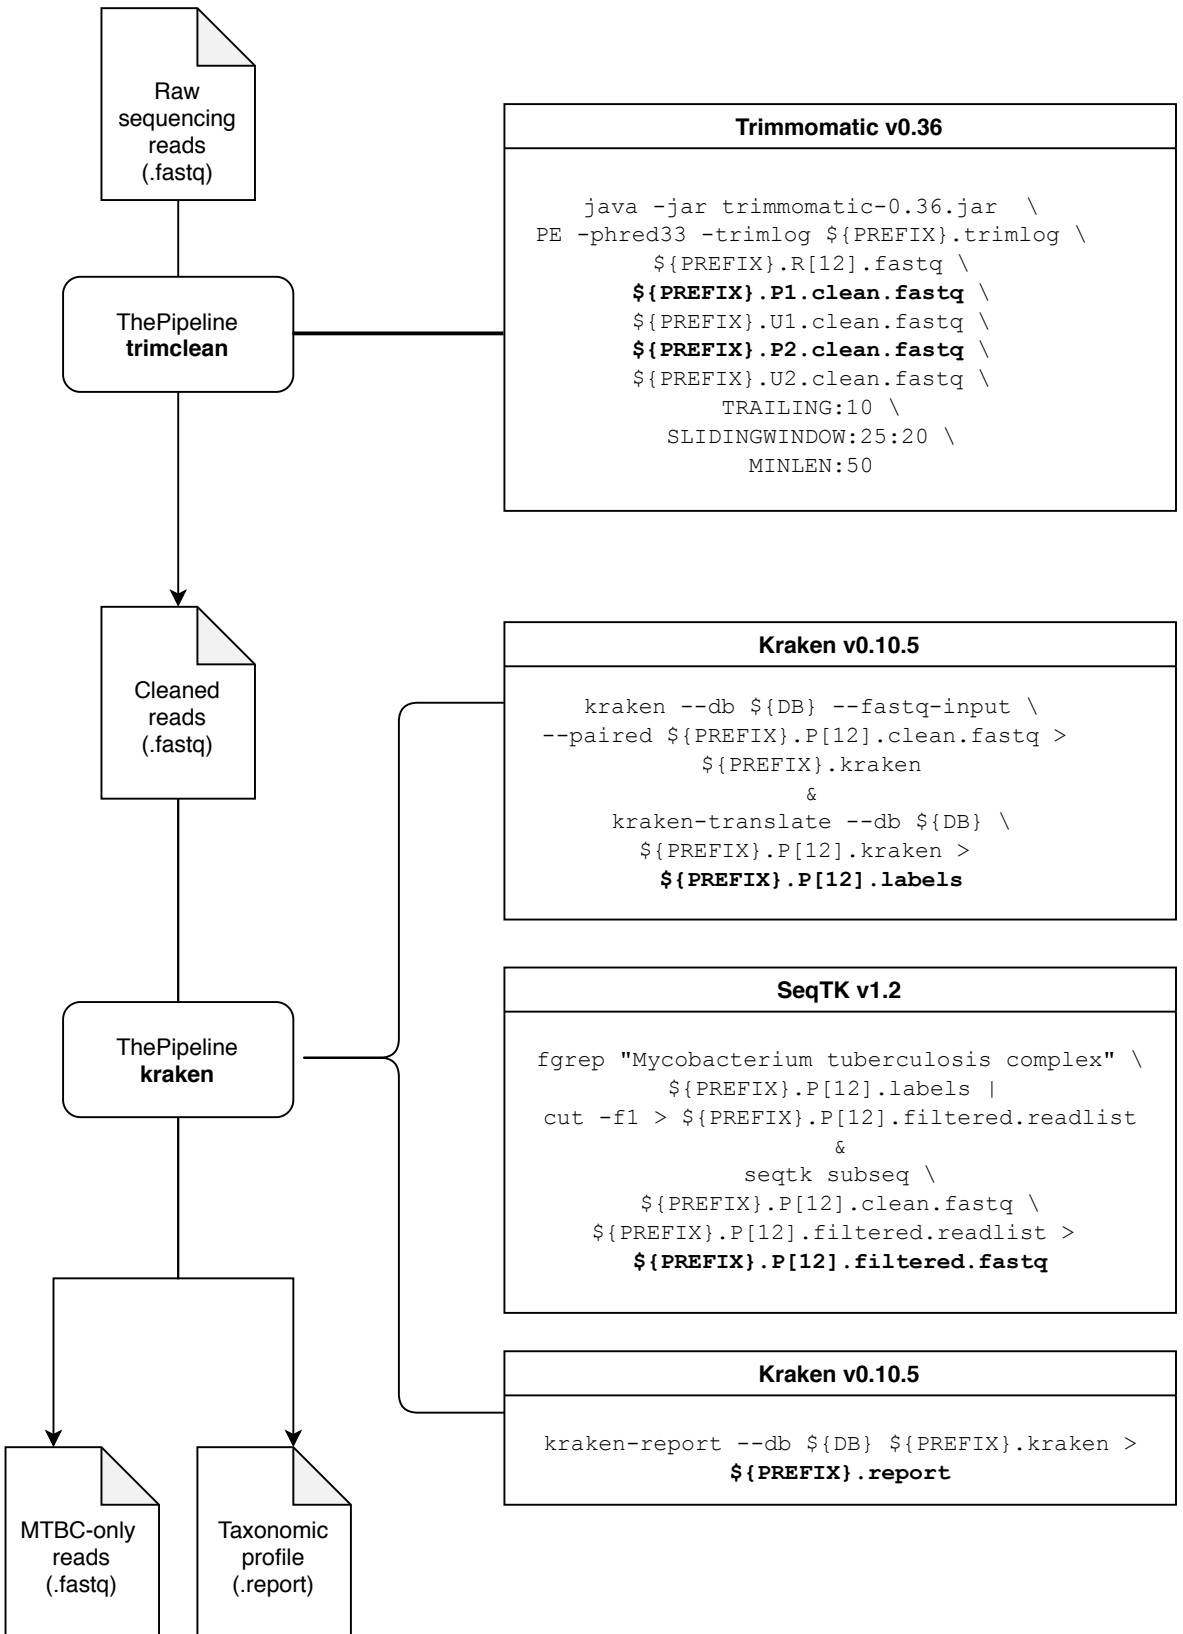 Raw
sequencing
reads
(.fastq)
Trimmomatic v0.36
java -jar trimmomatic-0.36.jar \
PE -phred33 -trimlog ${PREFIX}.trimlog \
${PREFIX}.R[12].fastq \
${PREFIX}.P1.clean.fastq \
${PREFIX}.U1.clean.fastq \
${PREFIX}.P2.clean.fastq \
${PREFIX}.U2.clean.fastq \
TRAILING:10 \
SLIDINGWINDOW:25:20 \
MINLEN:50
ThePipeline
trimclean
Cleaned
reads
(.fastq)
Kraken v0.10.5
kraken --db ${DB} --fastq-input \
--paired ${PREFIX}.P[12].clean.fastq >
${PREFIX}.kraken
&
kraken-translate --db ${DB} \
${PREFIX}.P[12].kraken >
${PREFIX}.P[12].labels
ThePipeline
kraken
SeqTK v1.2
fgrep "Mycobacterium tuberculosis complex" \
${PREFIX}.P[12].labels |
cut -f1 > ${PREFIX}.P[12].filtered.readlist
&
seqtk subseq \
${PREFIX}.P[12].clean.fastq \
${PREFIX}.P[12].filtered.readlist >
${PREFIX}.P[12].filtered.fastq
Kraken v0.10.5
kraken-report --db ${DB} ${PREFIX}.kraken >
${PREFIX}.report
MTBC-only
reads
(.fastq)
Taxonomic
profile
(.report)